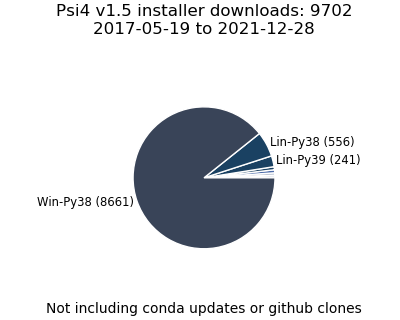 Psi4 v1.5 installer downloads: 9702
2017-05-19 to 2021-12-28
Lin-Py38 (556)
Lin-Py39 (241)
Win-Py38 (8661)
Not including conda updates or github clones